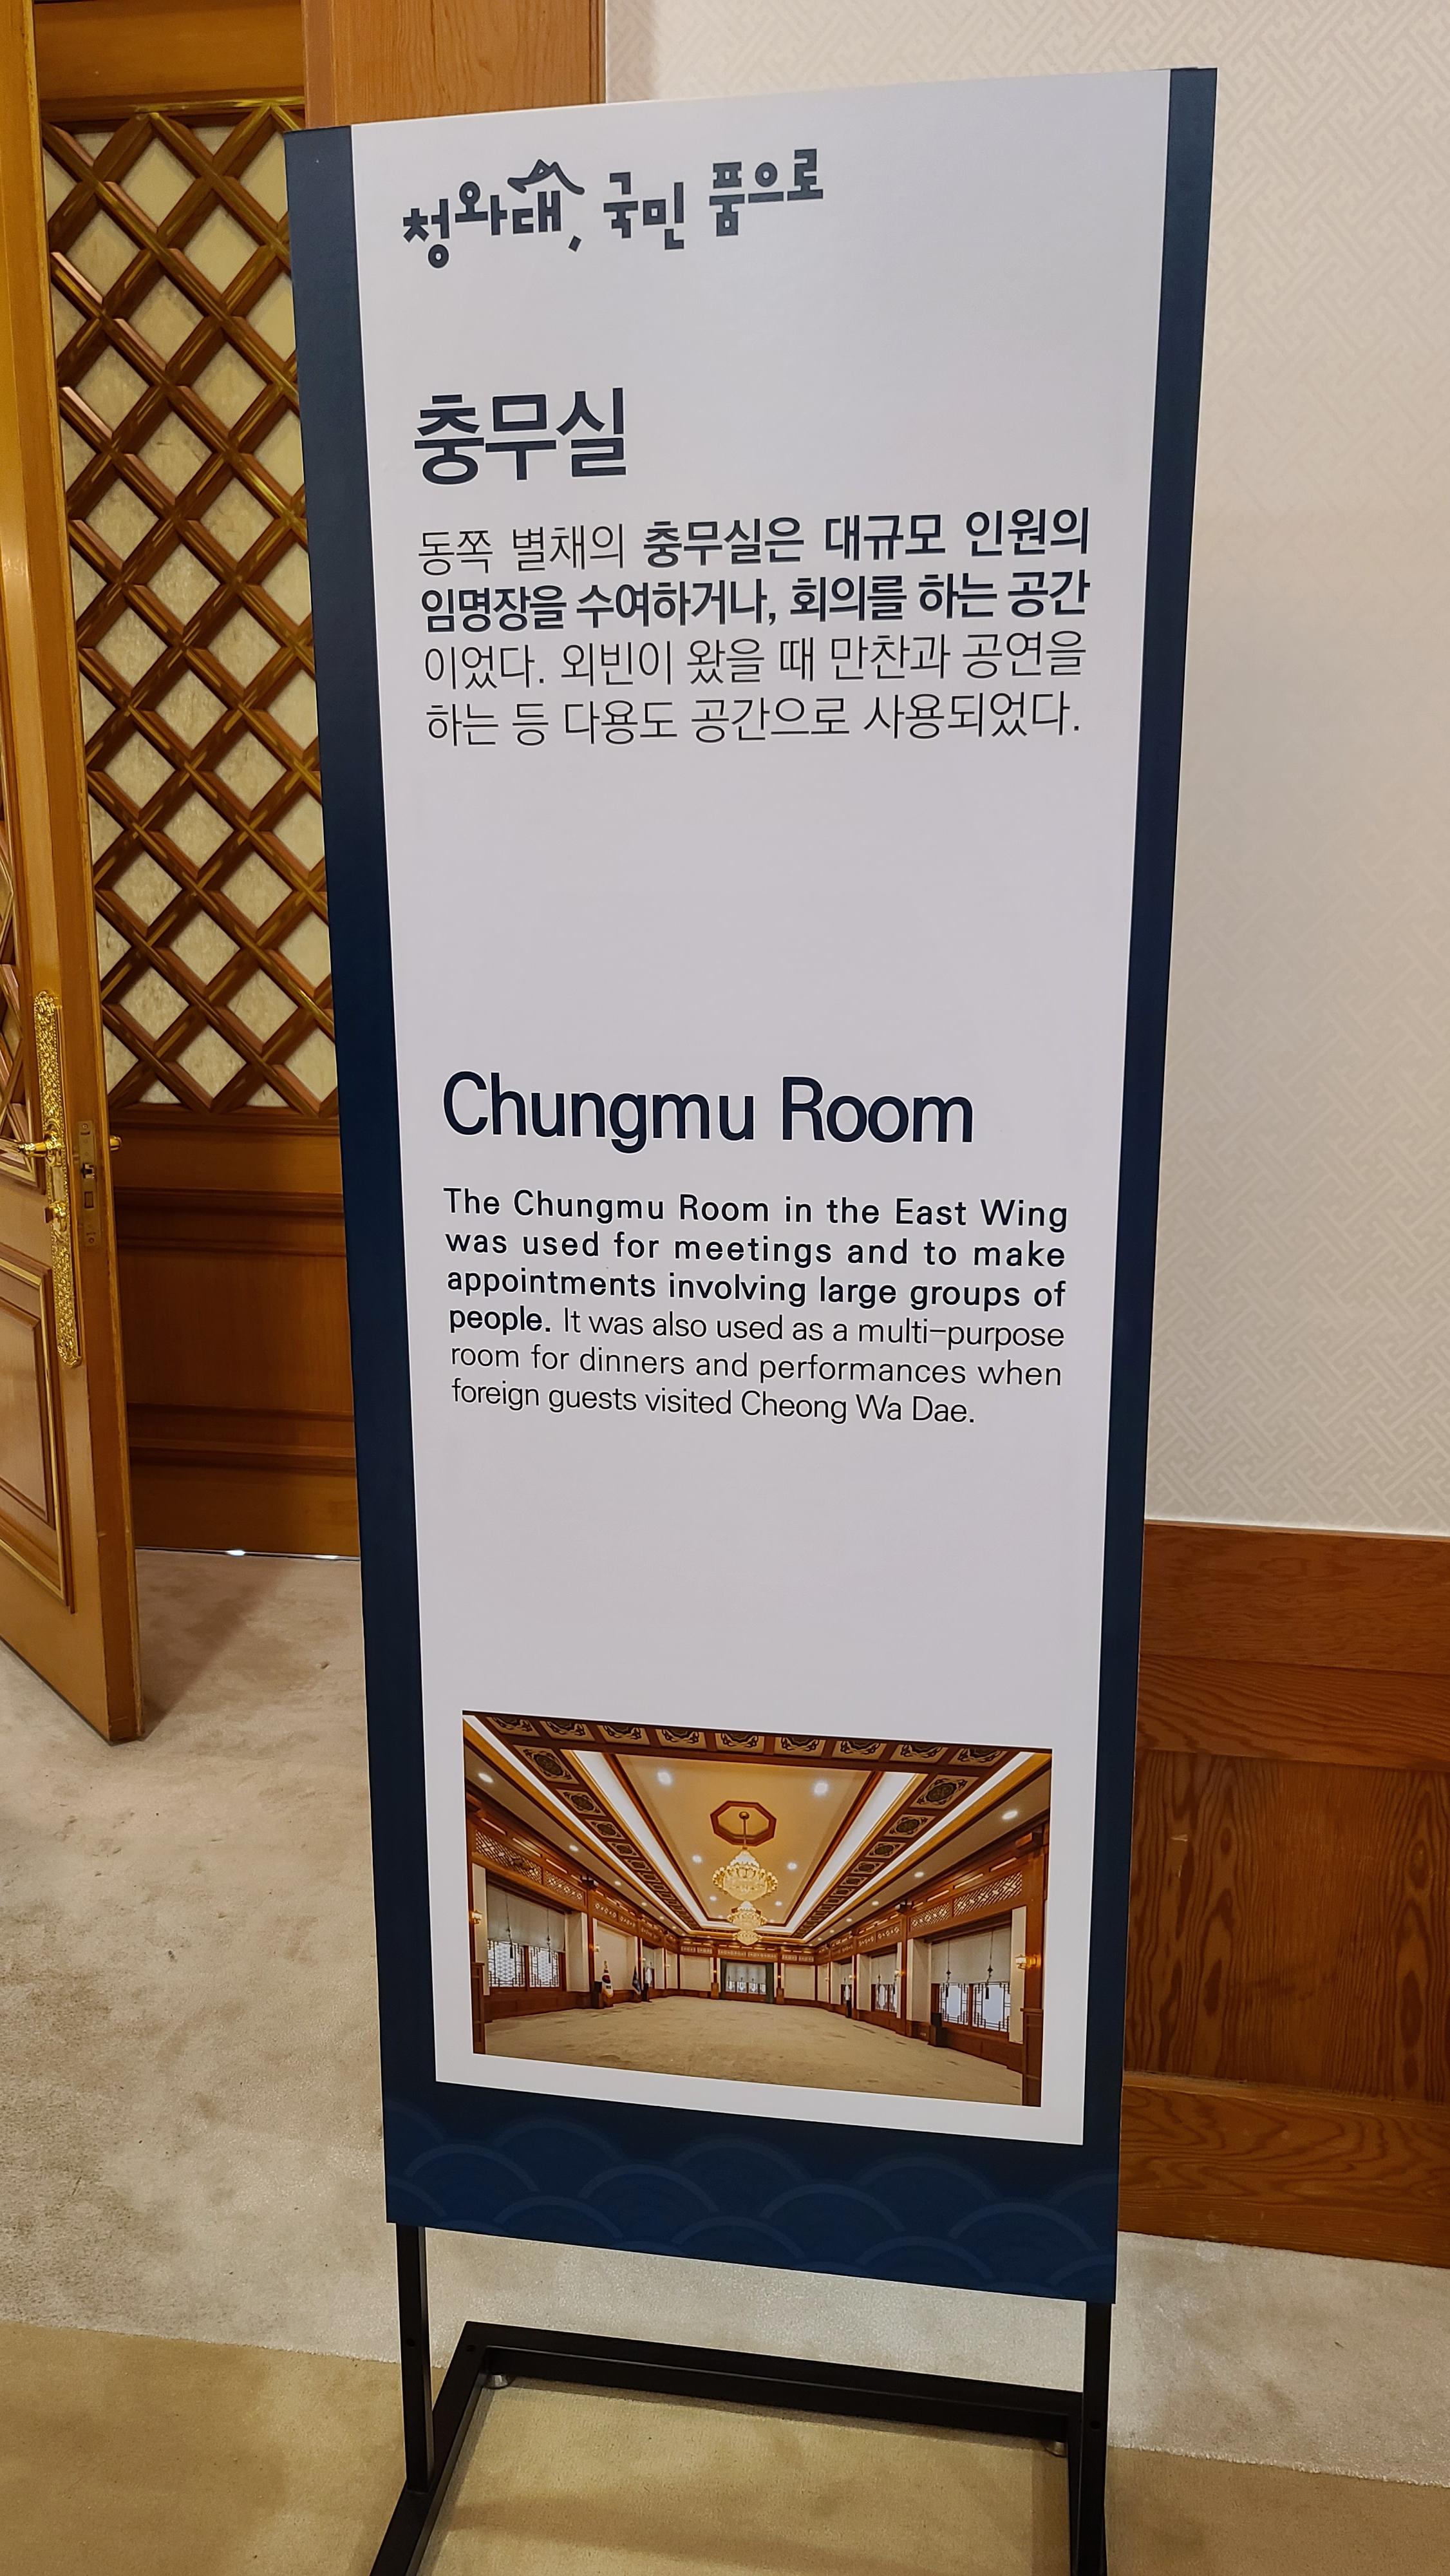 청와대, 국민 품으로
충무실
동쪽 별채의 충무실은 대규모 인원의
임명장을 수여하거나, 회의를 하는 공간
이었다. 외빈이 왔을 때 만찬과 공연을
하는 등 다용도 공간으로 사용되었다.
Chungmu Room
The Chungmu Room in the East Wing
was used for meetings and to make
appointments involving large groups of
people. It was also used as a multi-purpose
room for dinners and performances when
foreign guests visited Cheong Wa Dae.